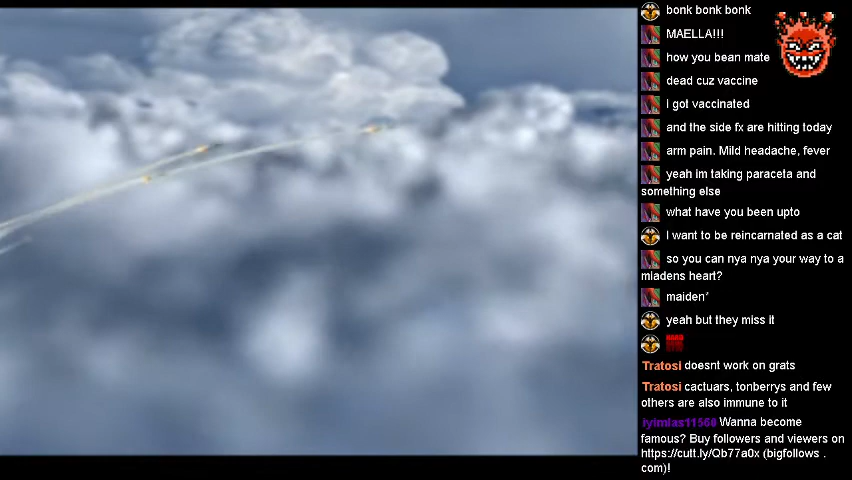 bonk bonk bonk
MAELLA!!!
how you bean mate
dead cuz vaccine
I got vaccinated
and the side fx are hitting today
arm pain. Mild headache, fever
yeah im taking paraceta and
something else
what have you been upto
I want to be reincarnated as a cat
so you can nya nya your way to a
mladens heart?
maiden*
yeah but they miss it
Tratosi doesnt work on grats
Tratosi cactuars, tonberrys and few
others are also immune to it
Wanna become
famous? Buy followers and viewers on
https://cutt.ly/Qb77a0x (bigfollows .
com)!